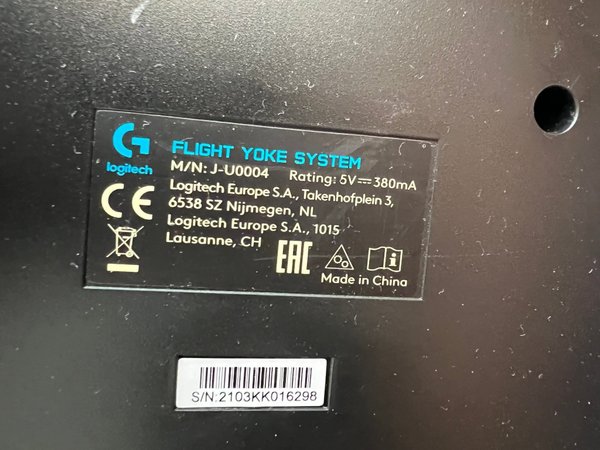 logitech
FLIGHT YOKE SYSTEM
M/N: J-U0004 Rating: 5V⎓380mA
Logitech Europe S.A., Takenhofplein 3,
6538 SZ Nijmegen, NL
Logitech Europe S.A., 1015
Lausanne, CH
CE
EAC
Made in China
S/N:2103KK016298